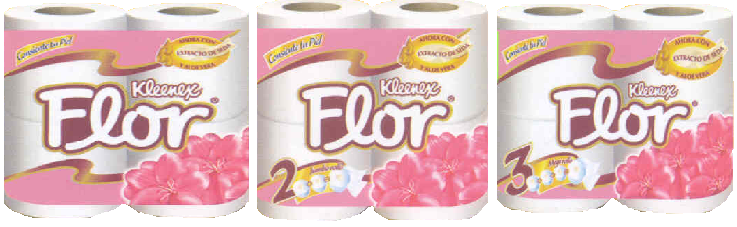 Consiente tu Piel
AHORA CON
EXTRACTO DE SEDA
Y ALOE VERA
Kleenex®
Flor
Consiente tu Piel
AHORA CON
EXTRACTO DE SEDA
Y ALOE VERA
Kleenex®
Flor
2
Consiente tu Piel
AHORA CON
EXTRACTO DE SEDA
Y ALOE VERA
Kleenex®
Flor
3